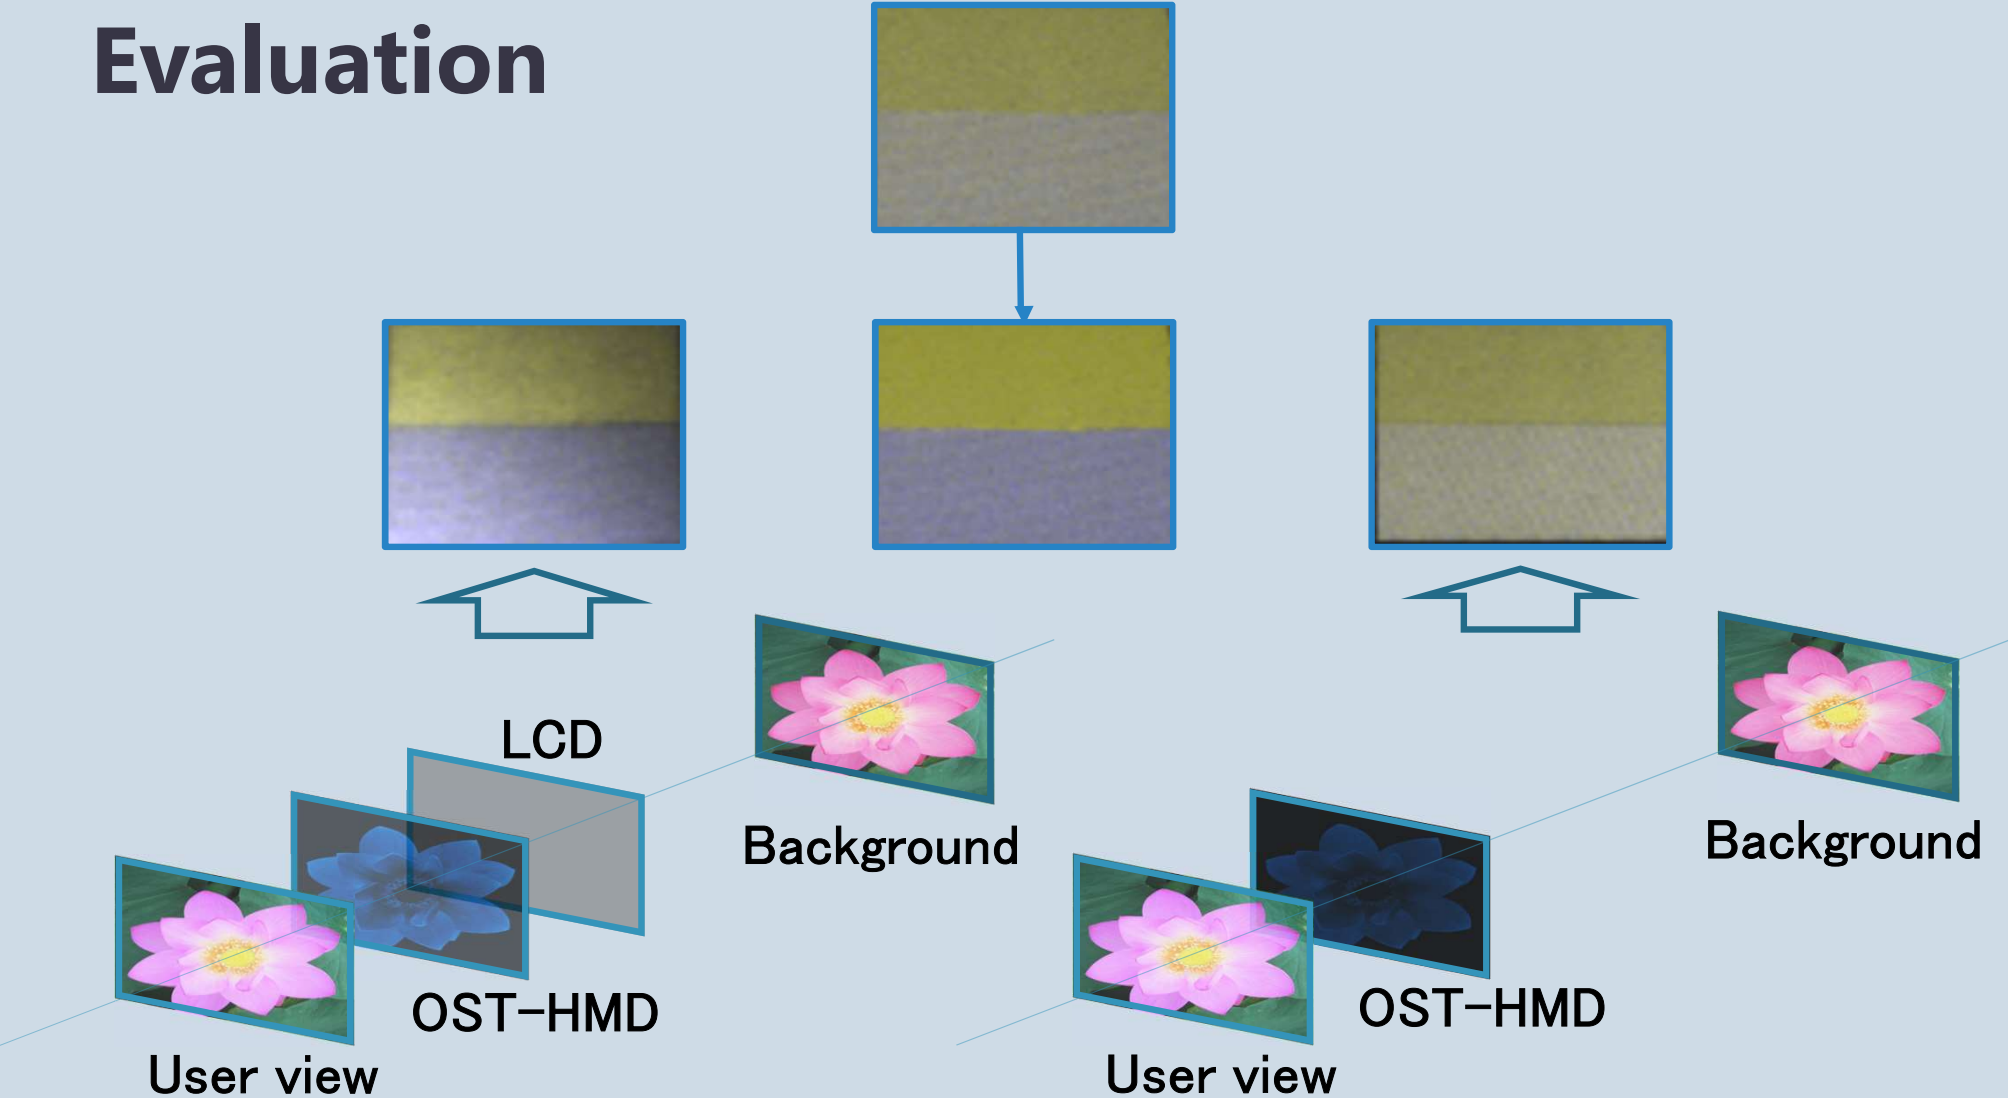 Evaluation
LCD
Background
OST-HMD
User view
Background
OST-HMD
User view